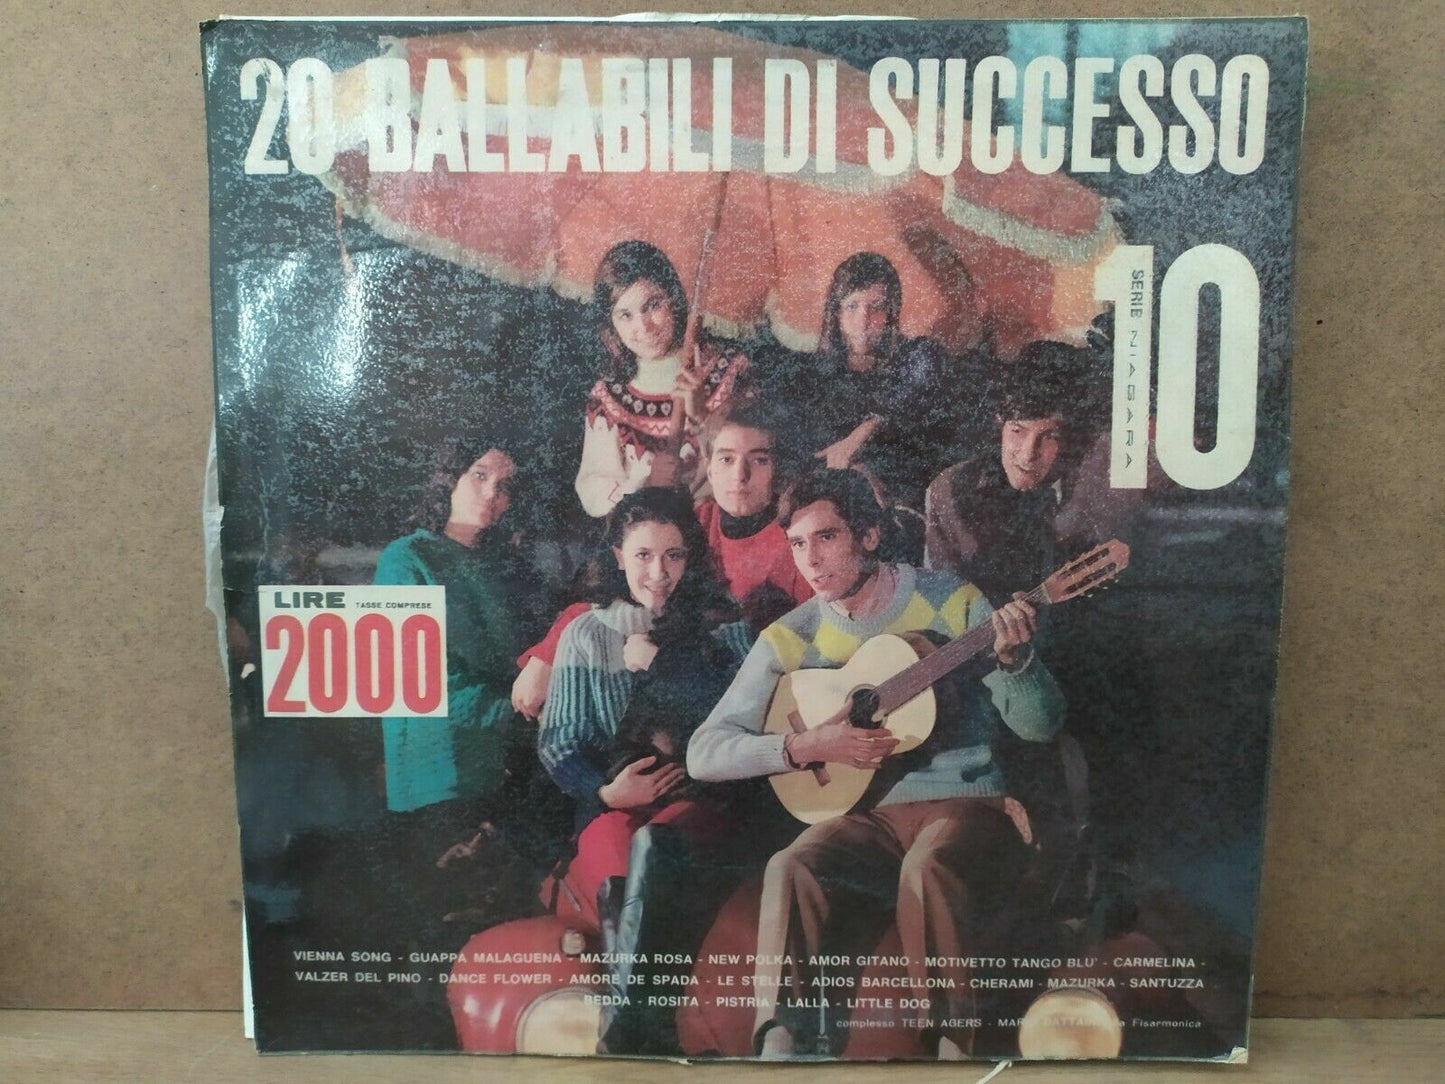 20 BALLABILI DI SUCCESSO
10
SERIE NIAGARA
LIRE TASSE COMPRESE
2000
VIENNA SONG - GUAPPA MALAGUENA - MAZURKA ROSA - NEW POLKA - AMOR GITANO - MOTIVETTO TANGO BLU' - CARMELINA -
VALZER DEL PINO - DANCE FLOWER - AMORE DE SPADA - LE STELLE - ADIOS BARCELLONA - CHERAMI - MAZURKA - SANTUZZA
BEDDA - ROSITA - PISTRIA - LALLA - LITTLE DOG
complesso TEEN AGERS - Fisarmonica